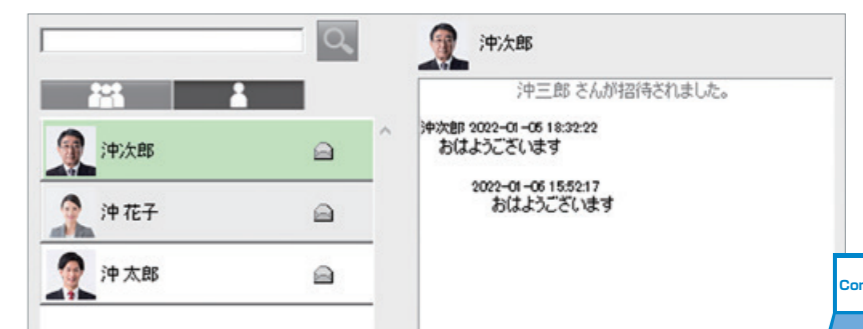 沖次郎
沖 花子
沖 太郎
沖次郎
沖三郎 さんが招待されました。
沖次郎 2022-01-05 18:32:22
おはようございます
2022-01-06 15:52:17
おはようございます